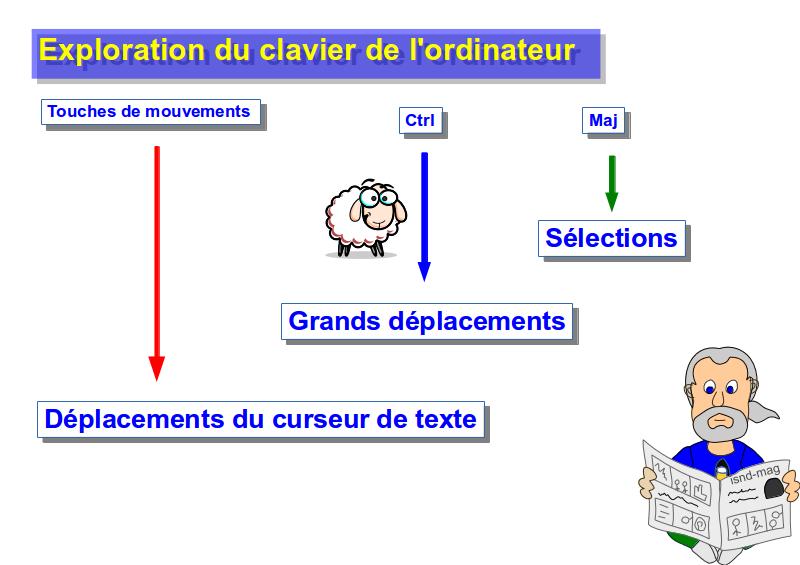 Exploration du clavier de l'ordinateur
Touches de mouvements
Ctrl
Maj
Sélections
Grands déplacements
Déplacements du curseur de texte
isnd-mag